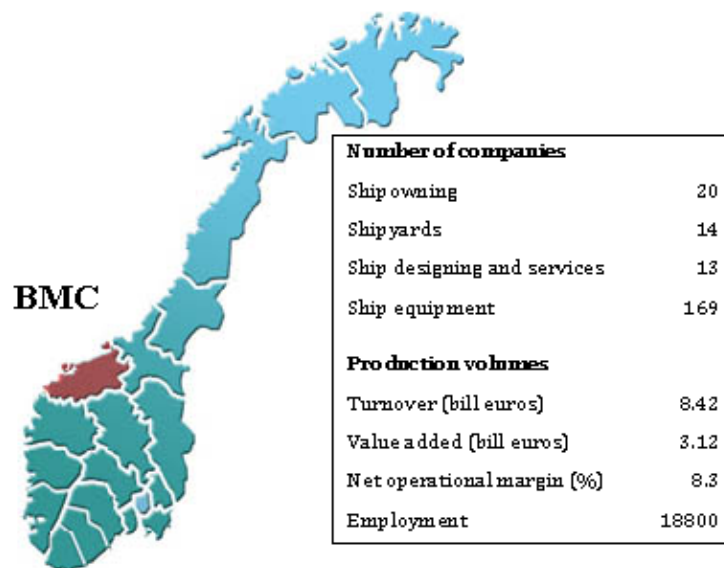 BMC
Number of companies
Ship owning 20
Shipyards 14
Ship designing and services 13
Ship equipment 169
Production volumes
Turnover (bill euros) 8.42
Value added (bill euros) 3.12
Net operational margin (%) 8.3
Employment 18800